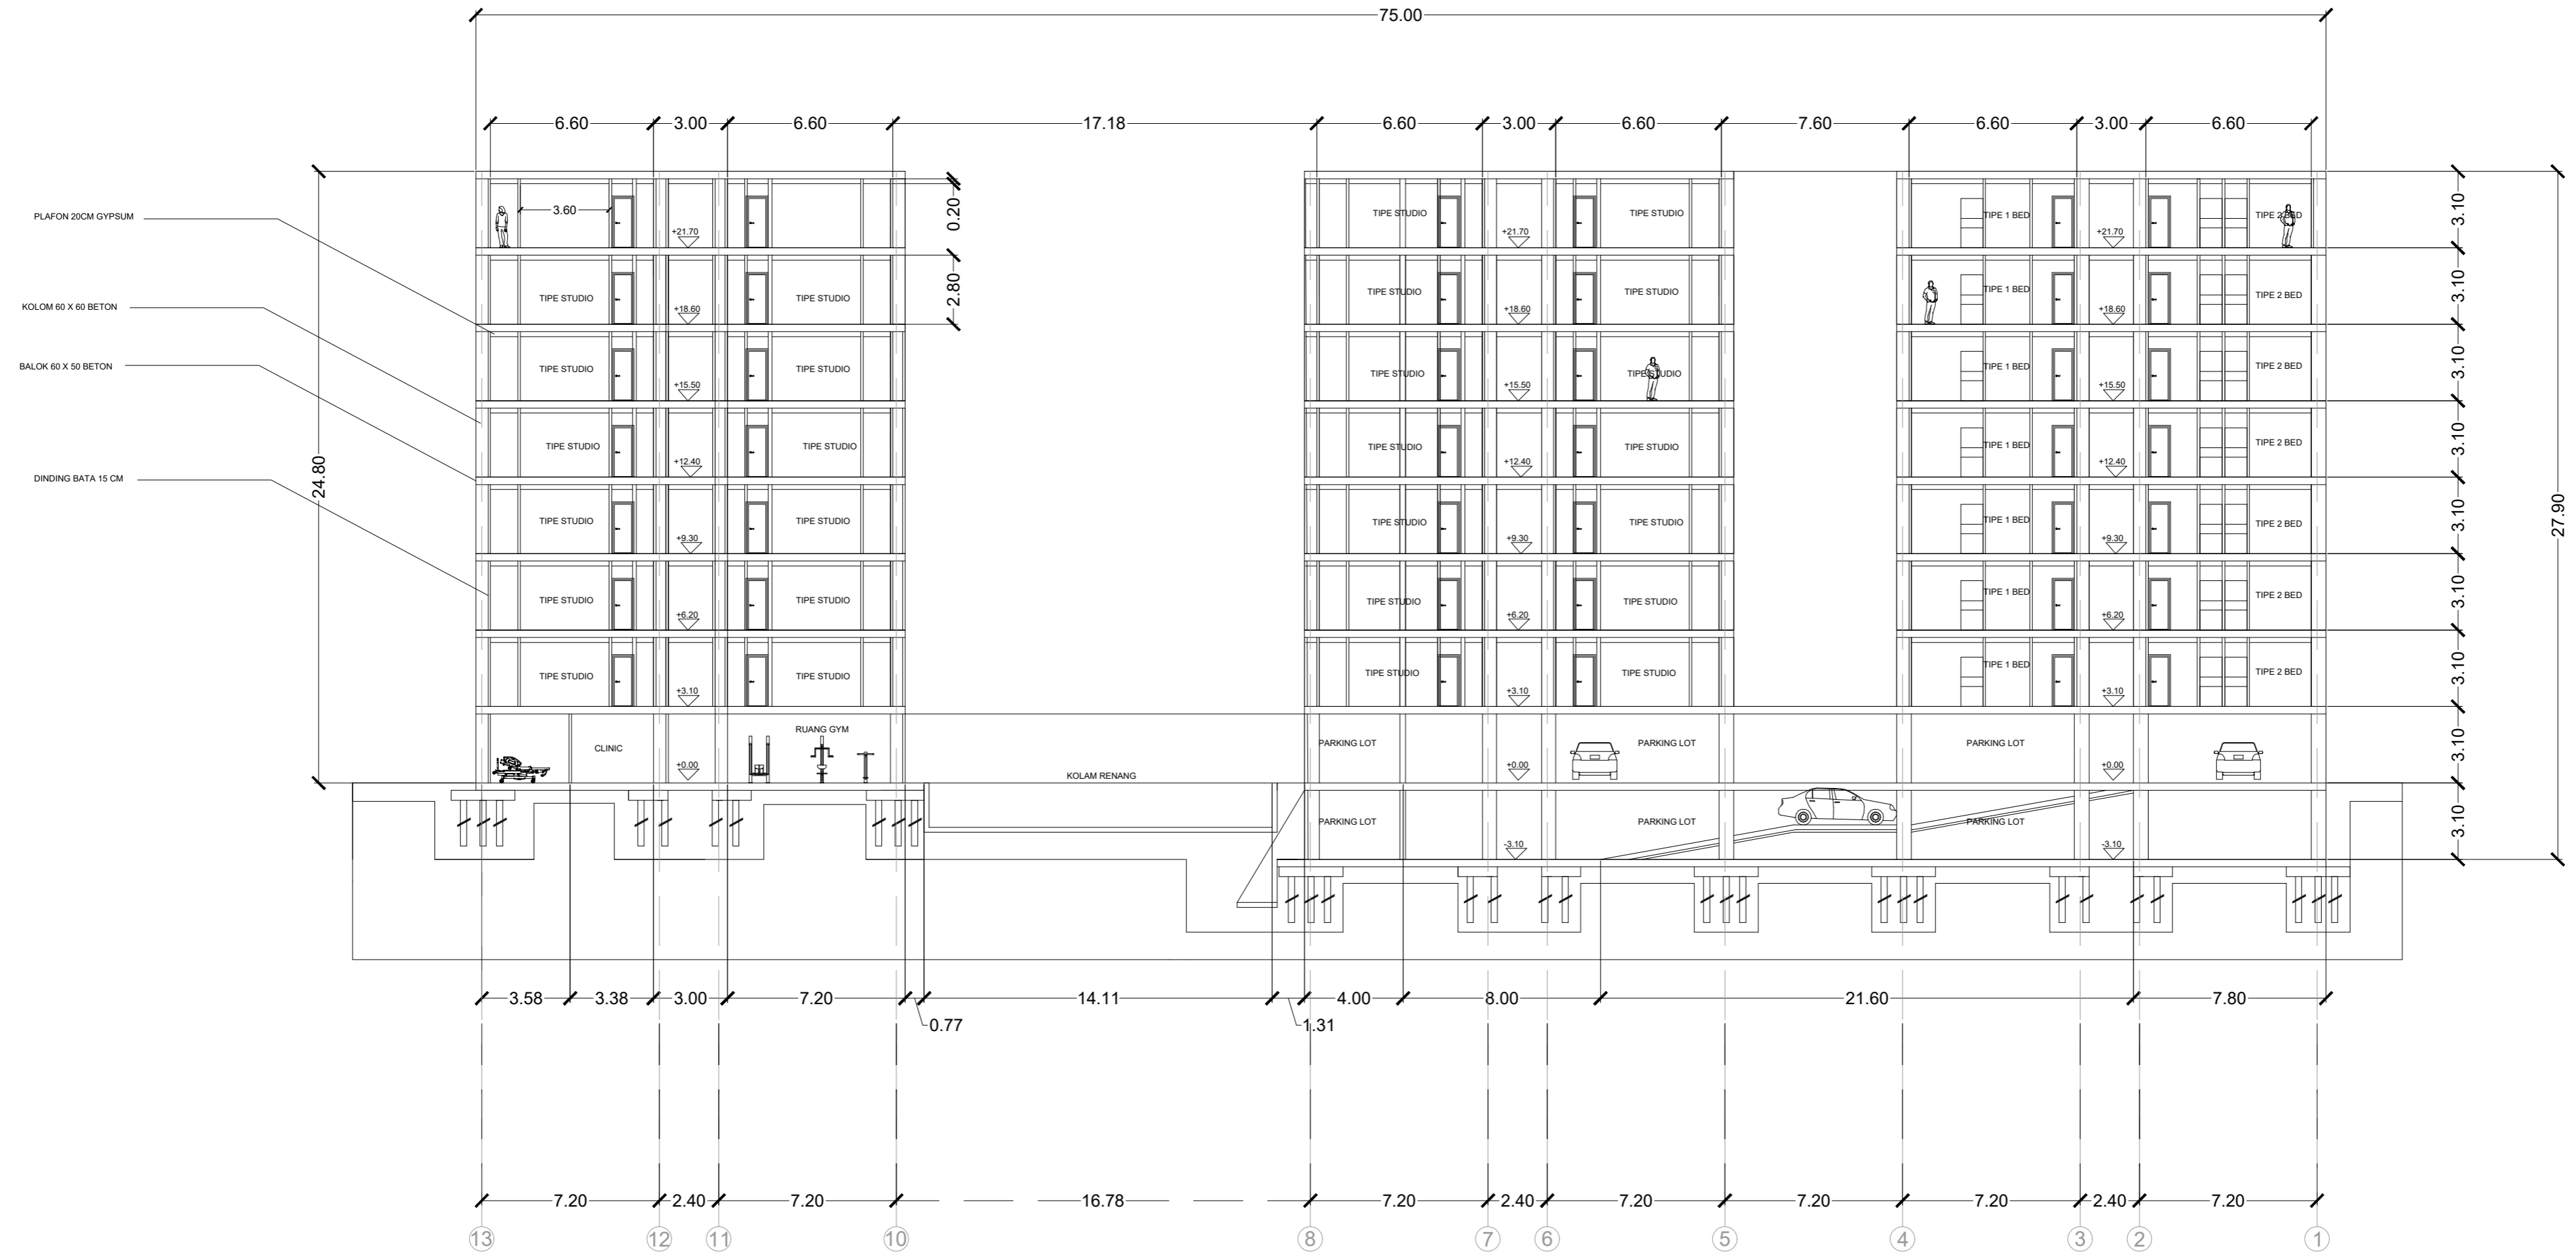 75.00
6.60 3.00 6.60 17.18 6.60 3.00 6.60 7.60 6.60 3.00 6.60
PLAFON 20CM GYPSUM
KOLOM 60 X 60 BETON
BALOK 60 X 50 BETON
DINDING BATA 15 CM
24.80
3.60 +21.70 0.20 TIPE STUDIO +21.70 TIPE STUDIO TIPE 1 BED +21.70 TIPE 2 BED 3.10
TIPE STUDIO +18.60 TIPE STUDIO 2.80 TIPE STUDIO +18.60 TIPE STUDIO TIPE 1 BED +18.60 TIPE 2 BED 3.10
TIPE STUDIO +15.50 TIPE STUDIO TIPE STUDIO +15.50 TIPE STUDIO TIPE 1 BED +15.50 TIPE 2 BED 3.10
TIPE STUDIO +12.40 TIPE STUDIO TIPE STUDIO +12.40 TIPE STUDIO TIPE 1 BED +12.40 TIPE 2 BED 3.10
TIPE STUDIO +9.30 TIPE STUDIO TIPE STUDIO +9.30 TIPE STUDIO TIPE 1 BED +9.30 TIPE 2 BED 3.10
TIPE STUDIO +6.20 TIPE STUDIO TIPE STUDIO +6.20 TIPE STUDIO TIPE 1 BED +6.20 TIPE 2 BED 3.10
TIPE STUDIO +3.10 TIPE STUDIO TIPE STUDIO +3.10 TIPE STUDIO TIPE 1 BED +3.10 TIPE 2 BED 3.10
CLINIC +0.00 RUANG GYM PARKING LOT +0.00 PARKING LOT PARKING LOT +0.00 3.10
KOLAM RENANG
PARKING LOT -3.10 PARKING LOT PARKING LOT -3.10 3.10
27.90
3.58 3.38 3.00 7.20 14.11 4.00 8.00 21.60 7.80
0.77 1.31
7.20 2.40 7.20 16.78 7.20 2.40 7.20 7.20 7.20 2.40 7.20
13 12 11 10 8 7 6 5 4 3 2 1